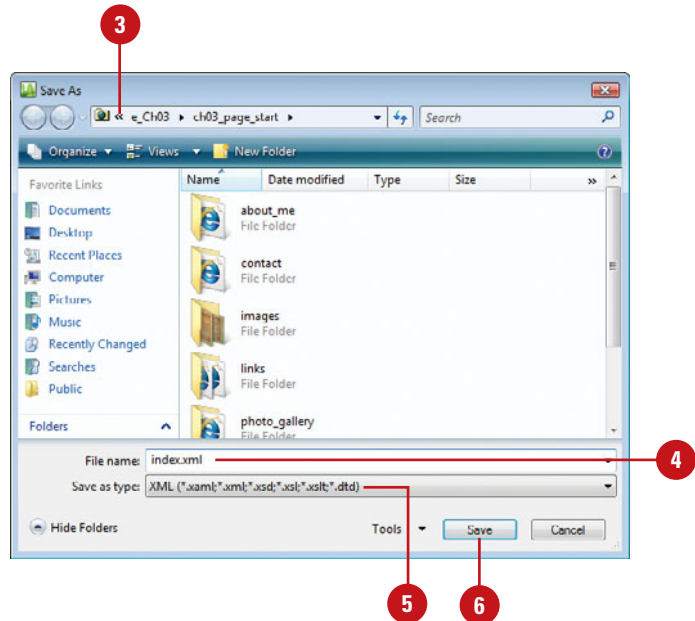 3
Save As
« e_Ch03 ▸ ch03_page_start ▸
Search
Organize
Views
New Folder
?
Favorite Links
Documents
Desktop
Recent Places
Computer
Pictures
Music
Recently Changed
Searches
Public
Folders
Name Date modified Type Size »
about_me
File Folder
contact
File Folder
images
File Folder
links
File Folder
photo_gallery
File Folder
File name: index.xml
4
Save as type: XML (*.xaml;*.xml;*.xsd;*.xsl;*.xslt;*.dtd)
Hide Folders
Tools
Save
Cancel
5
6